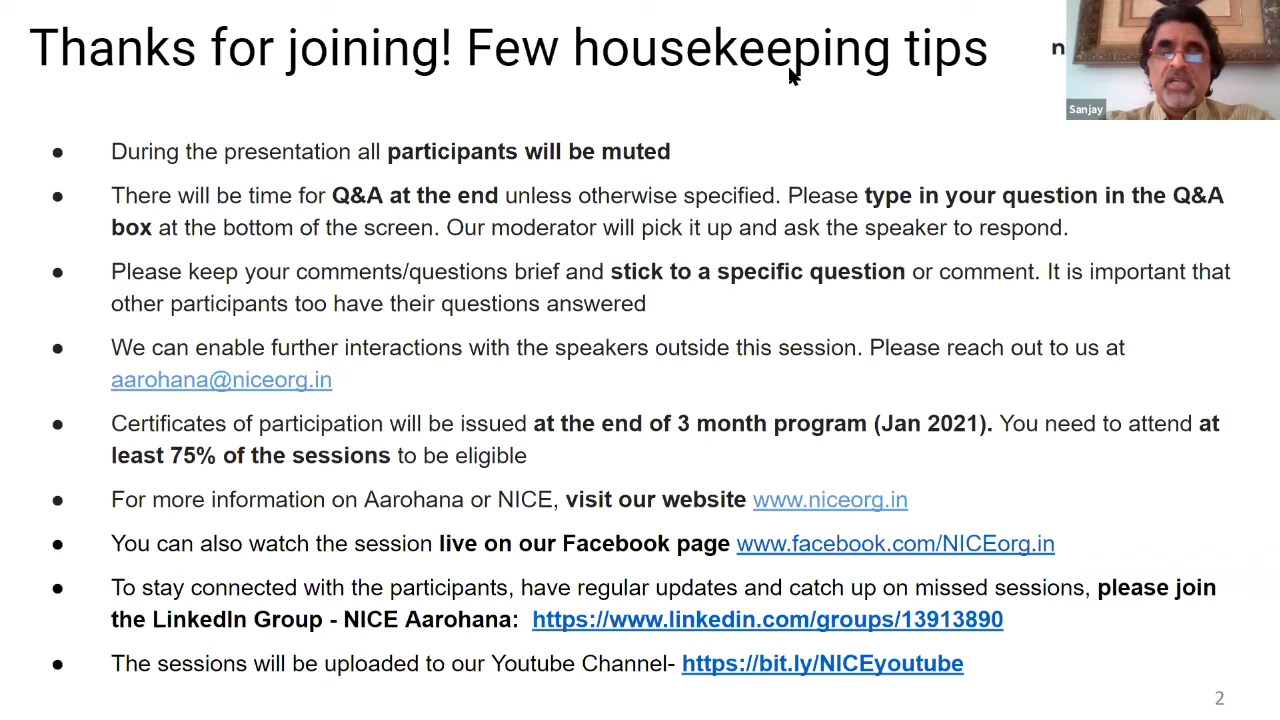 Thanks for joining! Few housekeeping tips
n
Sanjay
● During the presentation all participants will be muted
● There will be time for Q&A at the end unless otherwise specified. Please type in your question in the Q&A
box at the bottom of the screen. Our moderator will pick it up and ask the speaker to respond.
● Please keep your comments/questions brief and stick to a specific question or comment. It is important that
other participants too have their questions answered
● We can enable further interactions with the speakers outside this session. Please reach out to us at
aarohana@niceorg.in
● Certificates of participation will be issued at the end of 3 month program (Jan 2021). You need to attend at
least 75% of the sessions to be eligible
● For more information on Aarohana or NICE, visit our website www.niceorg.in
● You can also watch the session live on our Facebook page www.facebook.com/NICEorg.in
● To stay connected with the participants, have regular updates and catch up on missed sessions, please join
the LinkedIn Group - NICE Aarohana: https://www.linkedin.com/groups/13913890
● The sessions will be uploaded to our Youtube Channel- https://bit.ly/NICEyoutube
2